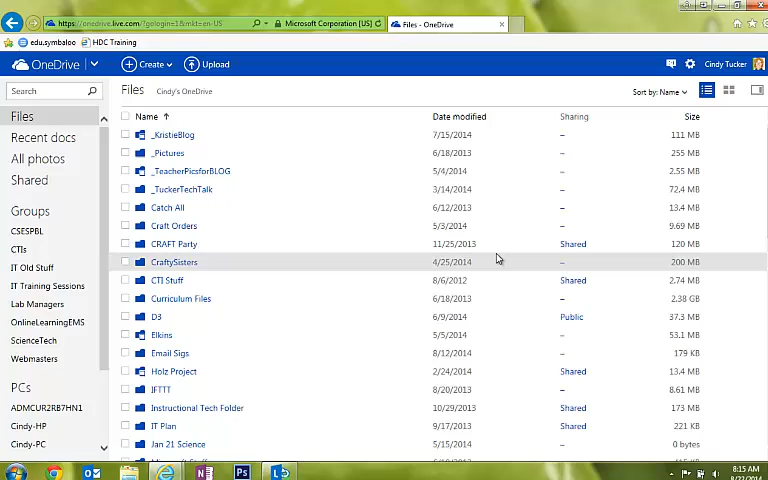 https://onedrive.live.com/?gologin=1&mkt=en-US
Microsoft Corporation [US]
Files - OneDrive
edu.symbaloo
HDC Training
OneDrive
Create
Upload
Cindy Tucker
Search
Files
Cindy's OneDrive
Sort by: Name
Files
Recent docs
All photos
Shared
Groups
CSESPBL
CTIs
IT Old Stuff
IT Training Sessions
Lab Managers
OnlineLearningEMS
ScienceTech
Webmasters
PCs
ADMCUR2RB7HN1
Cindy-HP
Cindy-PC
Name Date modified Sharing Size
_KristieBlog 7/15/2014 – 111 MB
_Pictures 6/18/2013 – 255 MB
_TeacherPicsforBLOG 5/4/2014 – 2.55 MB
_TuckerTechTalk 3/14/2014 – 72.4 MB
Catch All 6/12/2013 – 13.4 MB
Craft Orders 5/3/2014 – 9.69 MB
CRAFT Party 11/25/2013 Shared 120 MB
CraftySisters 4/25/2014 – 200 MB
CTI Stuff 8/6/2012 Shared 2.74 MB
Curriculum Files 6/18/2013 – 2.38 GB
D3 6/9/2014 Public 37.3 MB
Elkins 5/5/2014 – 53.1 MB
Email Sigs 8/12/2014 – 179 KB
Holz Project 2/24/2014 Shared 13.4 MB
IFTTT 8/20/2013 – 8.61 MB
Instructional Tech Folder 10/29/2013 Shared 173 MB
IT Plan 9/17/2013 Shared 221 KB
Jan 21 Science 5/15/2014 – 0 bytes
8:15 AM